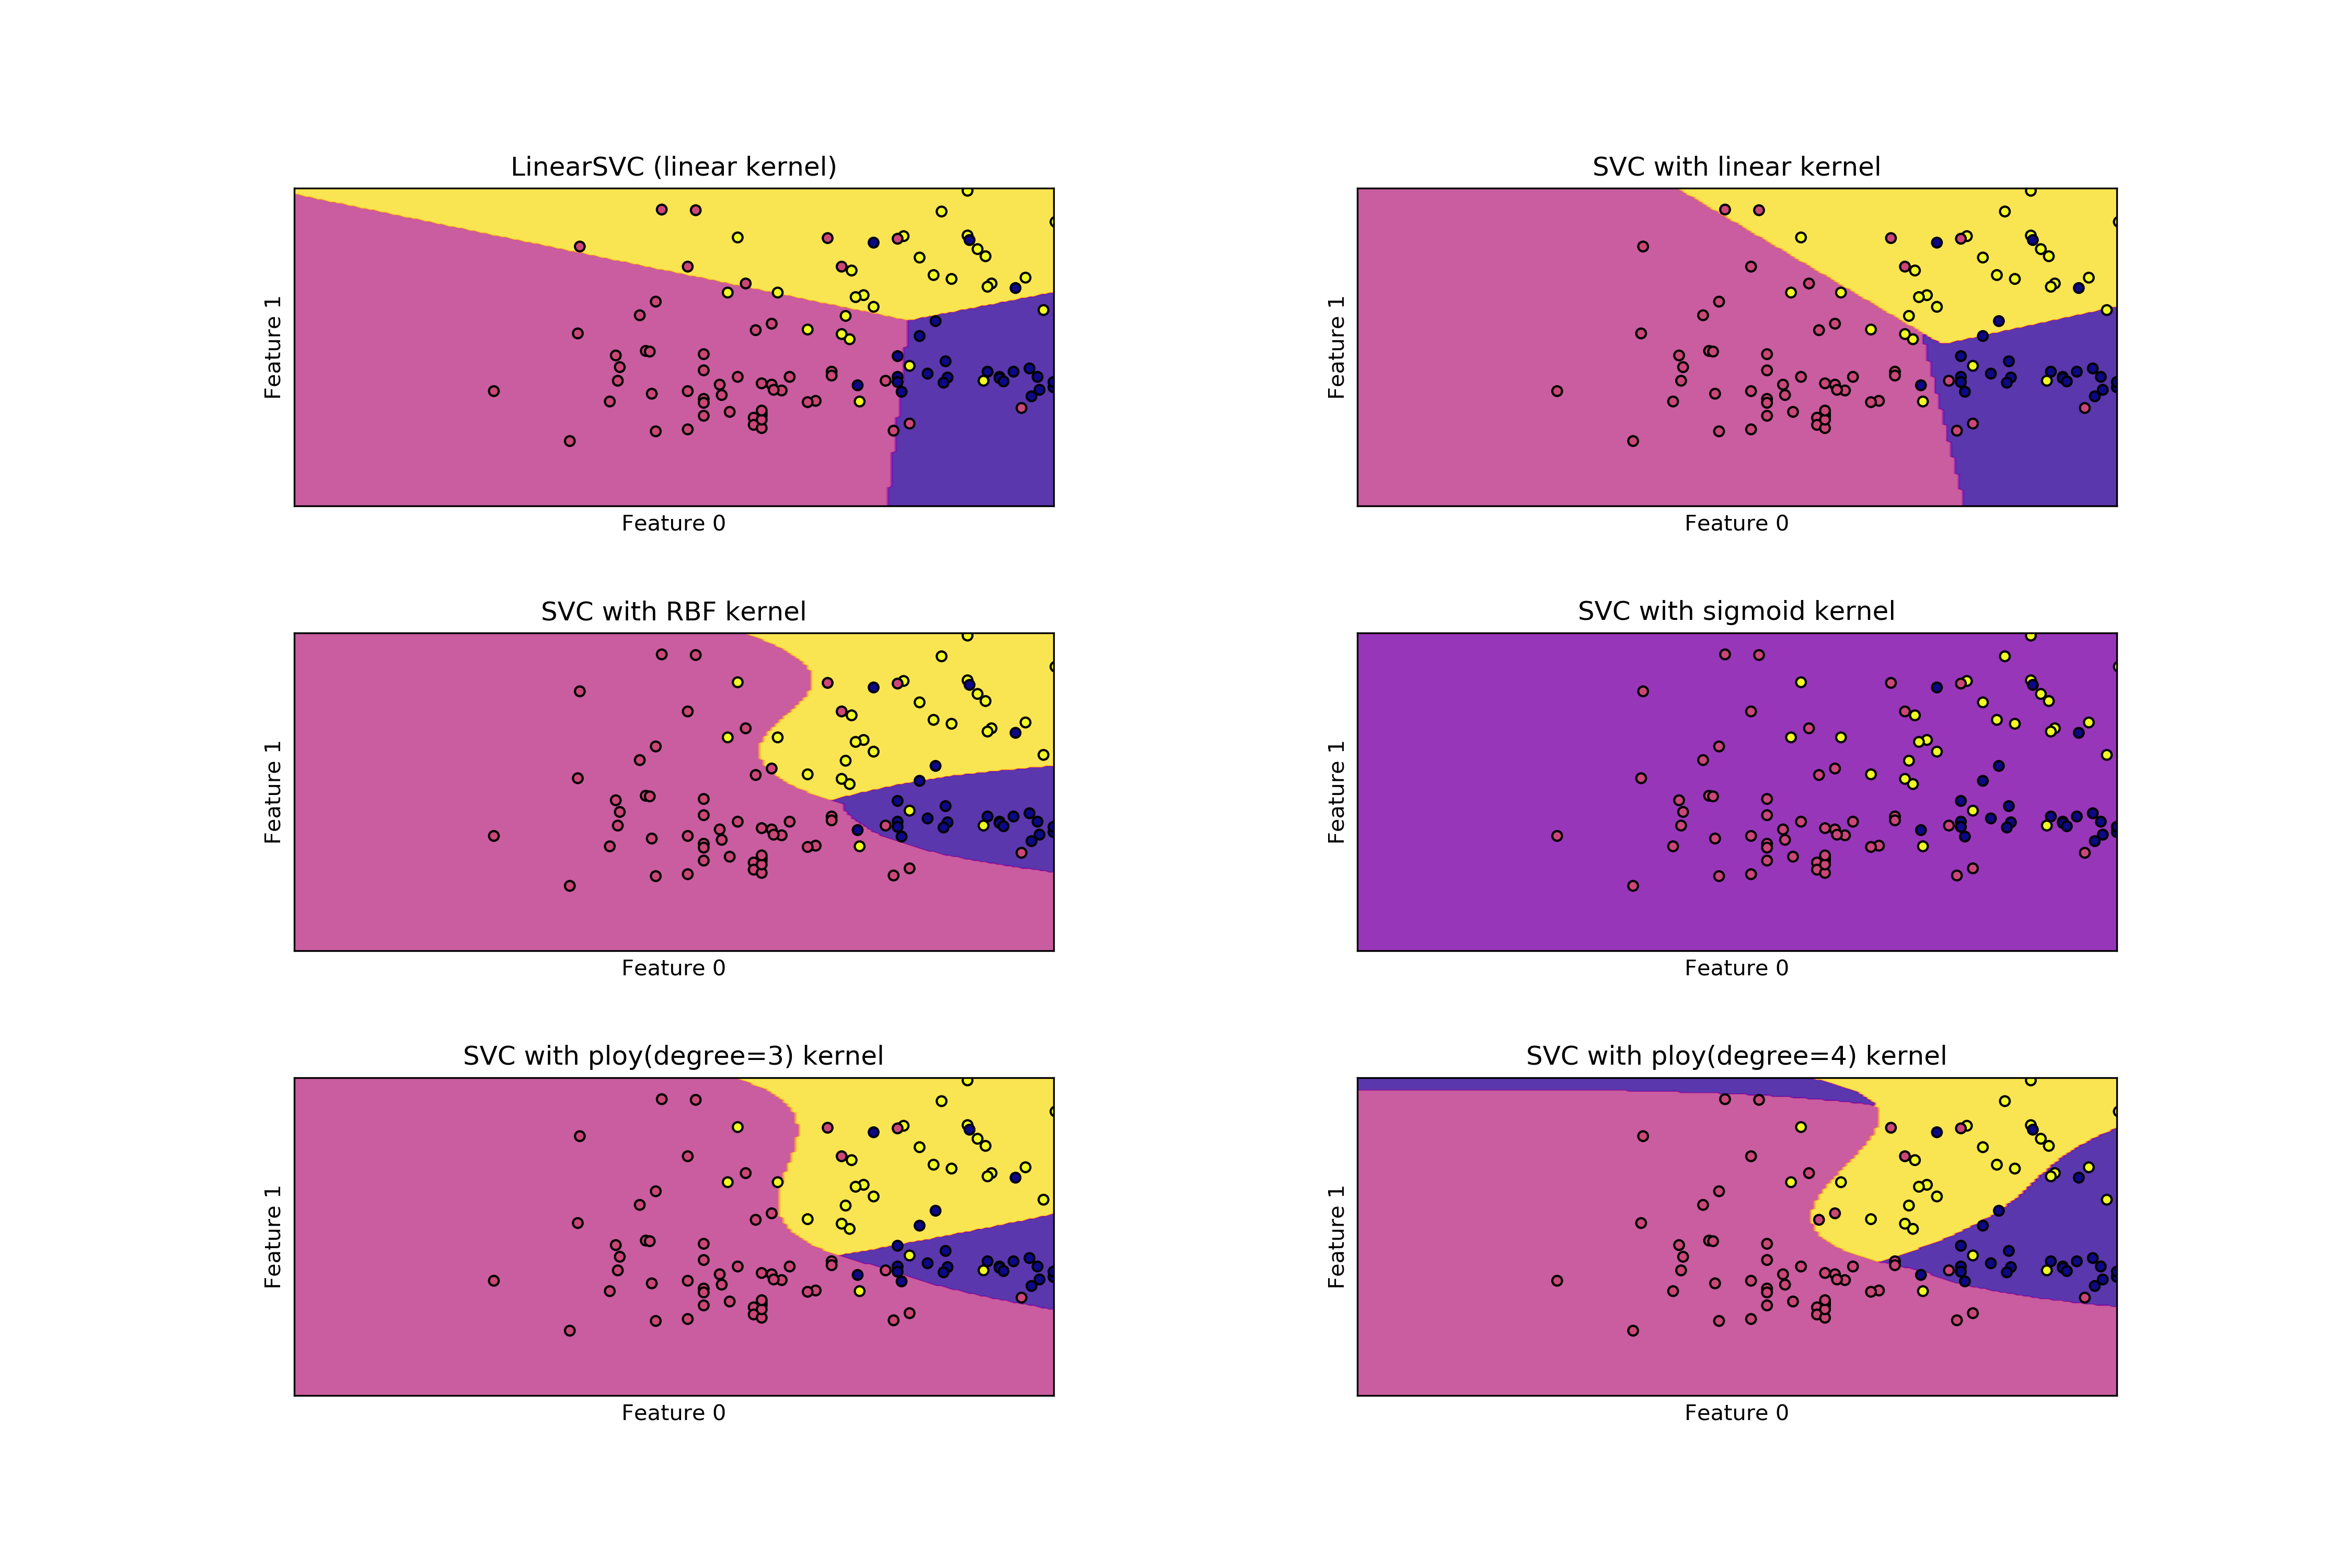 LinearSVC (linear kernel)
SVC with linear kernel
Feature 1
Feature 0
Feature 1
Feature 0
SVC with RBF kernel
SVC with sigmoid kernel
Feature 1
Feature 0
Feature 1
Feature 0
SVC with ploy(degree=3) kernel
SVC with ploy(degree=4) kernel
Feature 1
Feature 0
Feature 1
Feature 0